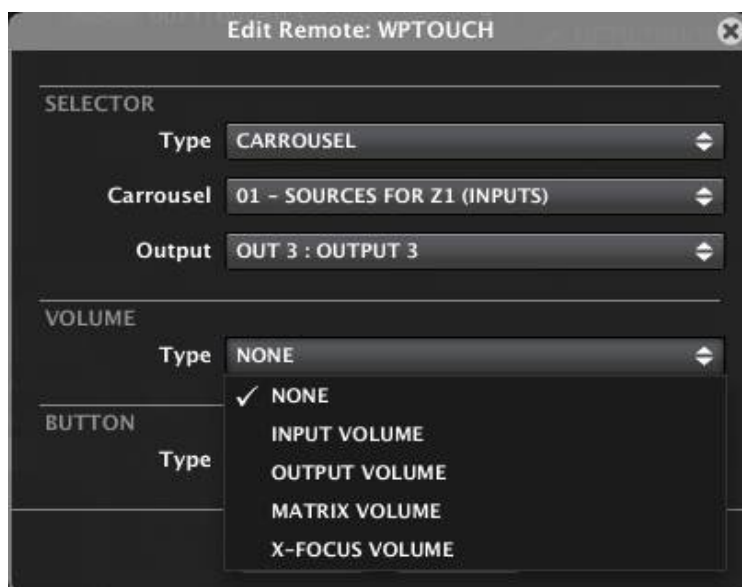 Edit Remote: WPTOUCH
SELECTOR
Type CARROUSEL
Carrousel 01 – SOURCES FOR Z1 (INPUTS)
Output OUT 3 : OUTPUT 3
VOLUME
Type NONE
✓ NONE
BUTTON
INPUT VOLUME
Type
OUTPUT VOLUME
MATRIX VOLUME
X-FOCUS VOLUME